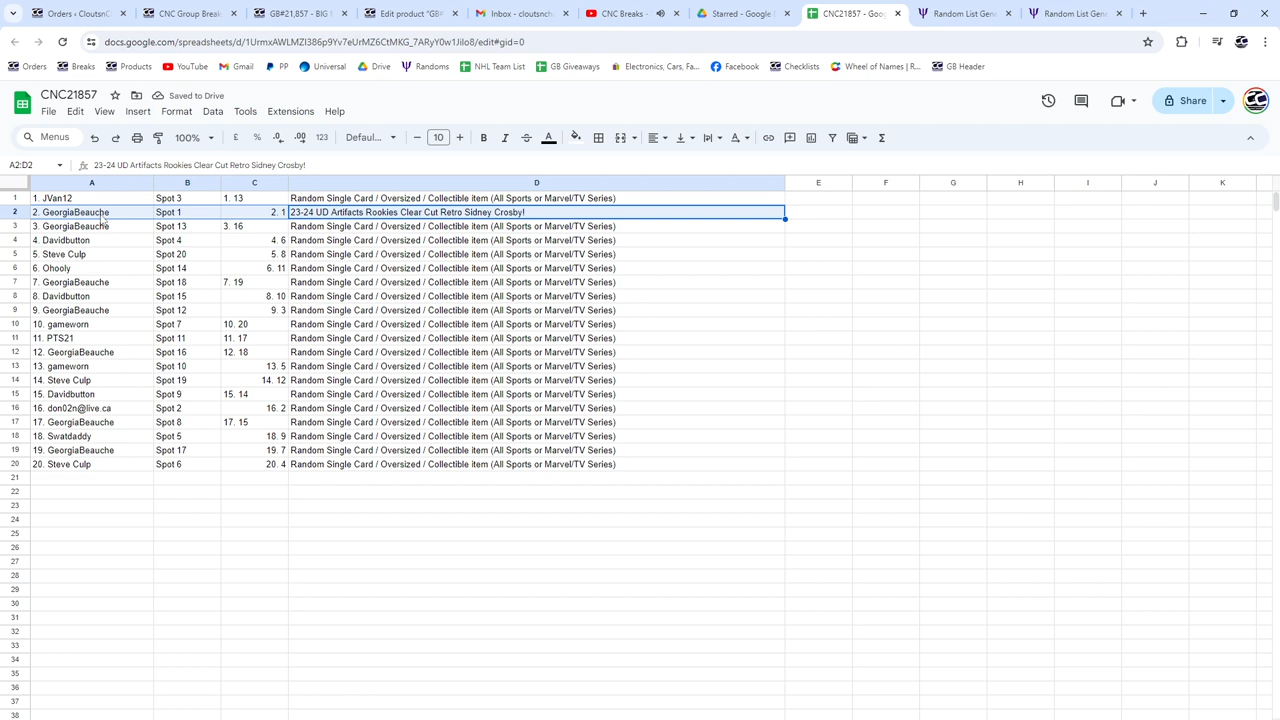 Orders ‹ CloutsnC
CNC Group Break
GB#21,857 - BIG
Edit product "GB
Inbox - cloutsnch
CNC Breaks -
Starred - Google D
CNC21857 - Goo
Random List Gene
Random List Gene
docs.google.com/spreadsheets/d/1UrmxAWLMZI386p9Yv7eUrMZ6CtMKG_7ARyY0w1Jilo8/edit#gid=0
Orders Breaks Products YouTube Gmail PP Universal Drive Randoms NHL Team List GB Giveaways Electronics, Cars, Fa... Facebook Checklists Wheel of Names | R... GB Header
CNC21857 Saved to Drive
File Edit View Insert Format Data Tools Extensions Help
Share
Menus 100% £ % .0 .00 123 Defaul... 10 B I A
A2:D2 fx 23-24 UD Artifacts Rookies Clear Cut Retro Sidney Crosby!
A B C D E F G H I J K
1 1. JVan12 Spot 3 1. 13 Random Single Card / Oversized / Collectible item (All Sports or Marvel/TV Series)
2 2. GeorgiaBeauche Spot 1 2. 1 23-24 UD Artifacts Rookies Clear Cut Retro Sidney Crosby!
3 3. GeorgiaBeauche Spot 13 3. 16 Random Single Card / Oversized / Collectible item (All Sports or Marvel/TV Series)
4 4. Davidbutton Spot 4 4. 6 Random Single Card / Oversized / Collectible item (All Sports or Marvel/TV Series)
5 5. Steve Culp Spot 20 5. 8 Random Single Card / Oversized / Collectible item (All Sports or Marvel/TV Series)
6 6. Ohooly Spot 14 6. 11 Random Single Card / Oversized / Collectible item (All Sports or Marvel/TV Series)
7 7. GeorgiaBeauche Spot 18 7. 19 Random Single Card / Oversized / Collectible item (All Sports or Marvel/TV Series)
8 8. Davidbutton Spot 15 8. 10 Random Single Card / Oversized / Collectible item (All Sports or Marvel/TV Series)
9 9. GeorgiaBeauche Spot 12 9. 3 Random Single Card / Oversized / Collectible item (All Sports or Marvel/TV Series)
10 10. gameworn Spot 7 10. 20 Random Single Card / Oversized / Collectible item (All Sports or Marvel/TV Series)
11 11. PTS21 Spot 11 11. 17 Random Single Card / Oversized / Collectible item (All Sports or Marvel/TV Series)
12 12. GeorgiaBeauche Spot 16 12. 18 Random Single Card / Oversized / Collectible item (All Sports or Marvel/TV Series)
13 13. gameworn Spot 10 13. 5 Random Single Card / Oversized / Collectible item (All Sports or Marvel/TV Series)
14 14. Steve Culp Spot 19 14. 12 Random Single Card / Oversized / Collectible item (All Sports or Marvel/TV Series)
15 15. Davidbutton Spot 9 15. 14 Random Single Card / Oversized / Collectible item (All Sports or Marvel/TV Series)
16 16. don02n@live.ca Spot 2 16. 2 Random Single Card / Oversized / Collectible item (All Sports or Marvel/TV Series)
17 17. GeorgiaBeauche Spot 8 17. 15 Random Single Card / Oversized / Collectible item (All Sports or Marvel/TV Series)
18 18. Swatdaddy Spot 5 18. 9 Random Single Card / Oversized / Collectible item (All Sports or Marvel/TV Series)
19 19. GeorgiaBeauche Spot 17 19. 7 Random Single Card / Oversized / Collectible item (All Sports or Marvel/TV Series)
20 20. Steve Culp Spot 6 20. 4 Random Single Card / Oversized / Collectible item (All Sports or Marvel/TV Series)
21
22
23
24
25
26
27
28
29
30
31
32
33
34
35
36
37
38